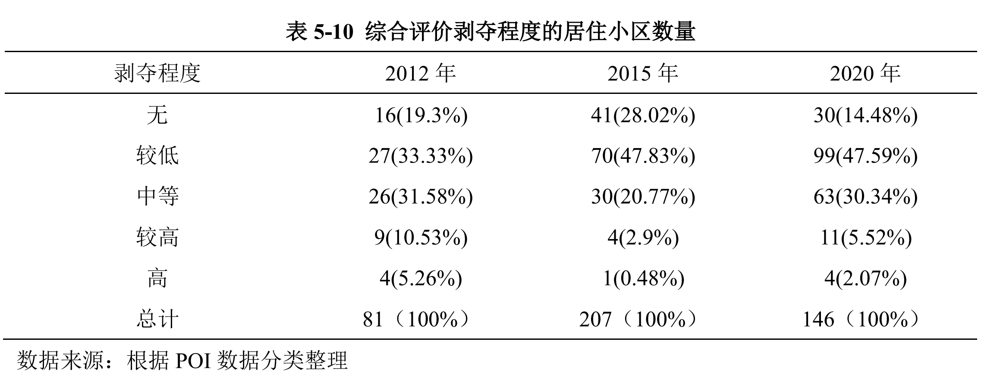 表 5-10 综合评价剥夺程度的居住小区数量
剥夺程度 2012 年 2015 年 2020 年
无 16(19.3%) 41(28.02%) 30(14.48%)
较低 27(33.33%) 70(47.83%) 99(47.59%)
中等 26(31.58%) 30(20.77%) 63(30.34%)
较高 9(10.53%) 4(2.9%) 11(5.52%)
高 4(5.26%) 1(0.48%) 4(2.07%)
总计 81（100%） 207（100%） 146（100%）
数据来源：根据 POI 数据分类整理